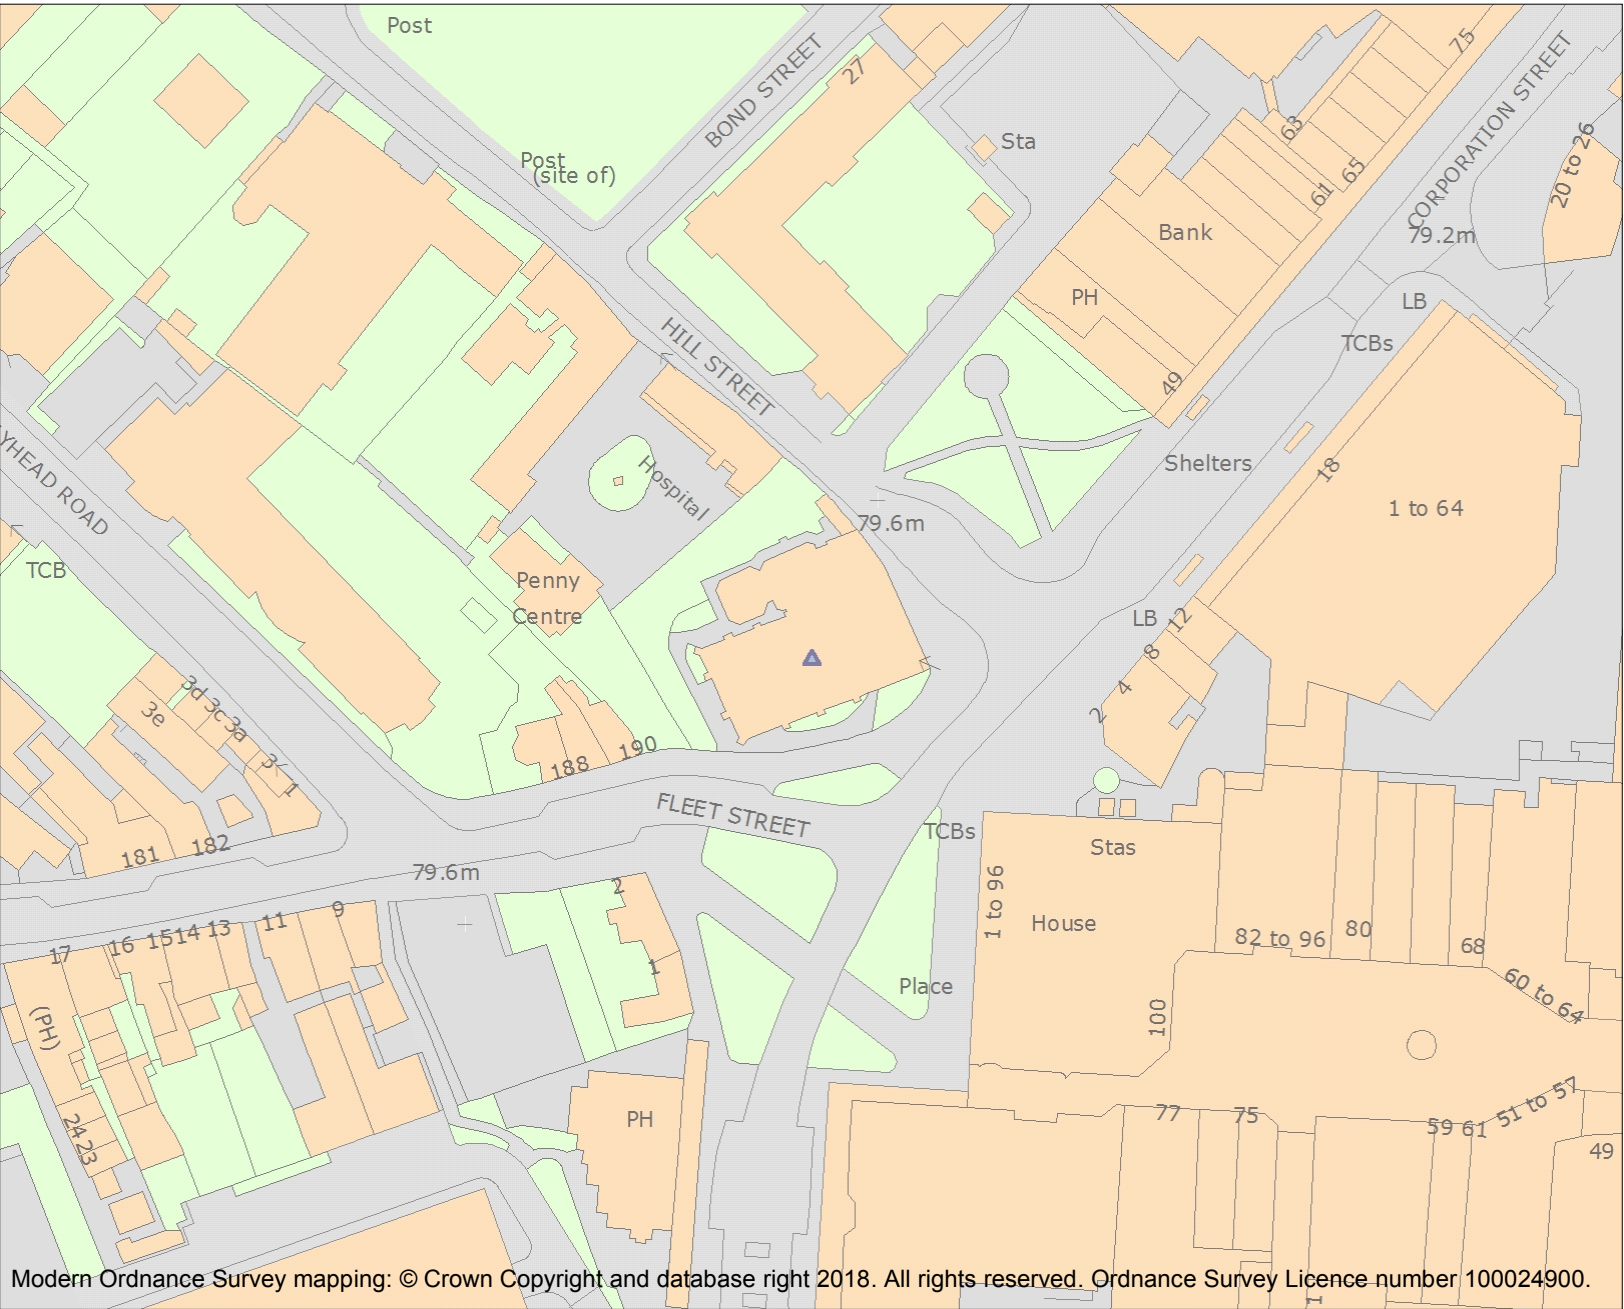 Post
BOND STREET
27
75
CORPORATION STREET
63
Sta
20 to 26
Post
(site of)
65
61
Bank
79.2m
PH
LB
HILL STREET
TCBs
49
YHEAD ROAD
Hospital
Shelters
18
1 to 64
79.6m
TCB
Penny
Centre
LB
12
8
4
2
3d
3c
3a
3e
3
1
188
190
FLEET STREET
TCBs
Stas
181
182
79.6m
2
1 to 96
House
82 to 96
80
68
9
11
13
14
15
16
17
1
Place
60 to 64
100
(PH)
PH
77
75
59
61
51 to 57
49
24
23
1
Modern Ordnance Survey mapping: © Crown Copyright and database right 2018. All rights reserved. Ordnance Survey Licence number 100024900.